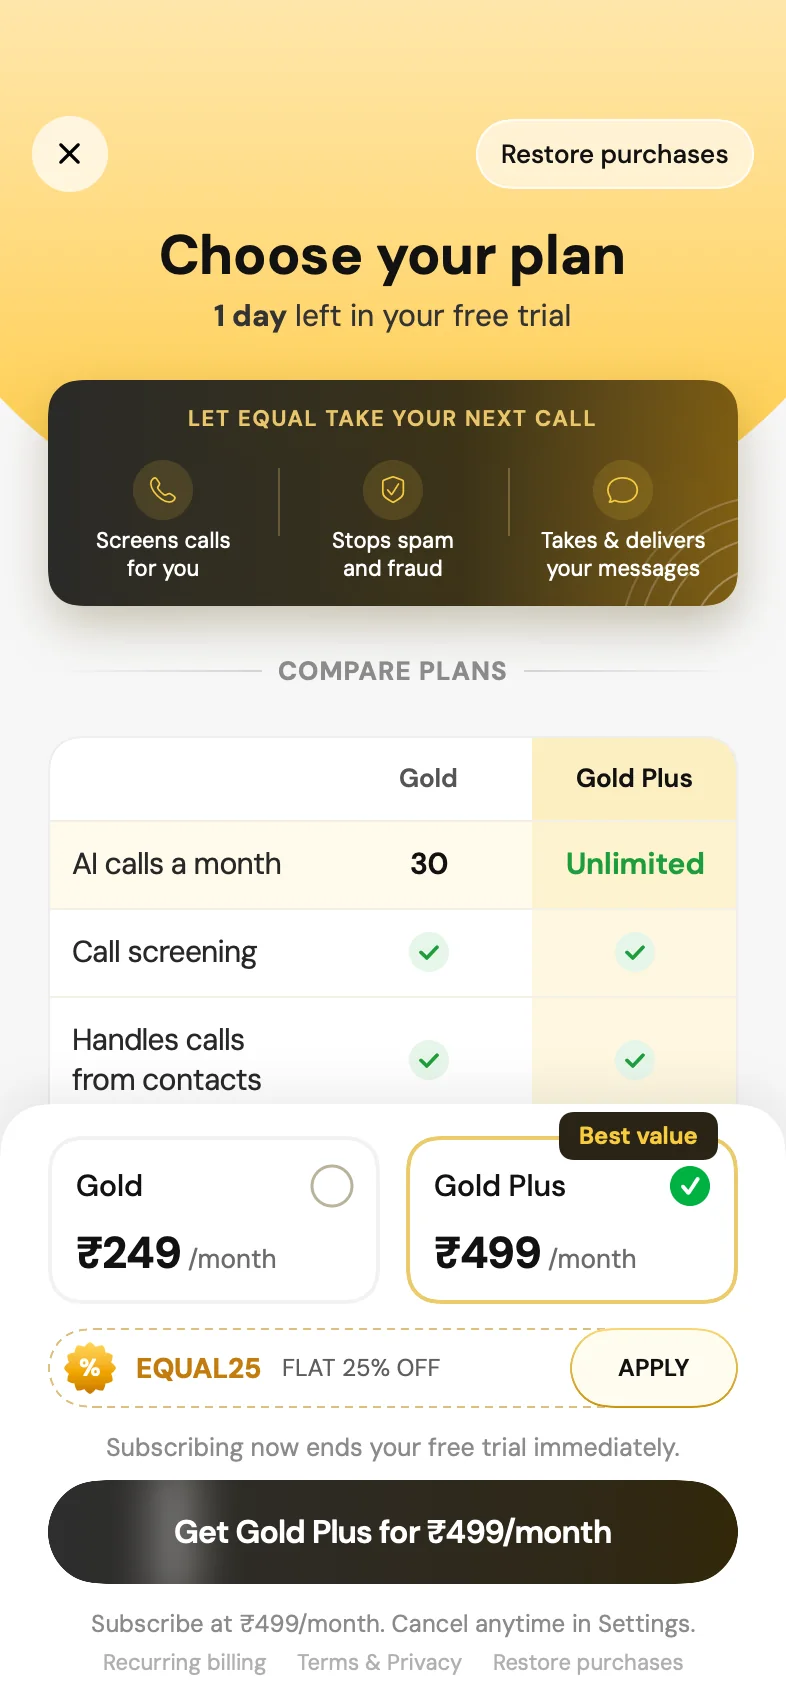 Restore purchases
Choose your plan
1 day left in your free trial
LET EQUAL TAKE YOUR NEXT CALL
Screens calls
for you
Stops spam
and fraud
Takes & delivers
your messages
COMPARE PLANS
Gold
Gold Plus
AI calls a month
30
Unlimited
Call screening
Handles calls
from contacts
Best value
Gold
Gold Plus
₹249 /month
₹499 /month
% EQUAL25 FLAT 25% OFF
APPLY
Subscribing now ends your free trial immediately.
Get Gold Plus for ₹499/month
Subscribe at ₹499/month. Cancel anytime in Settings.
Recurring billing Terms & Privacy Restore purchases